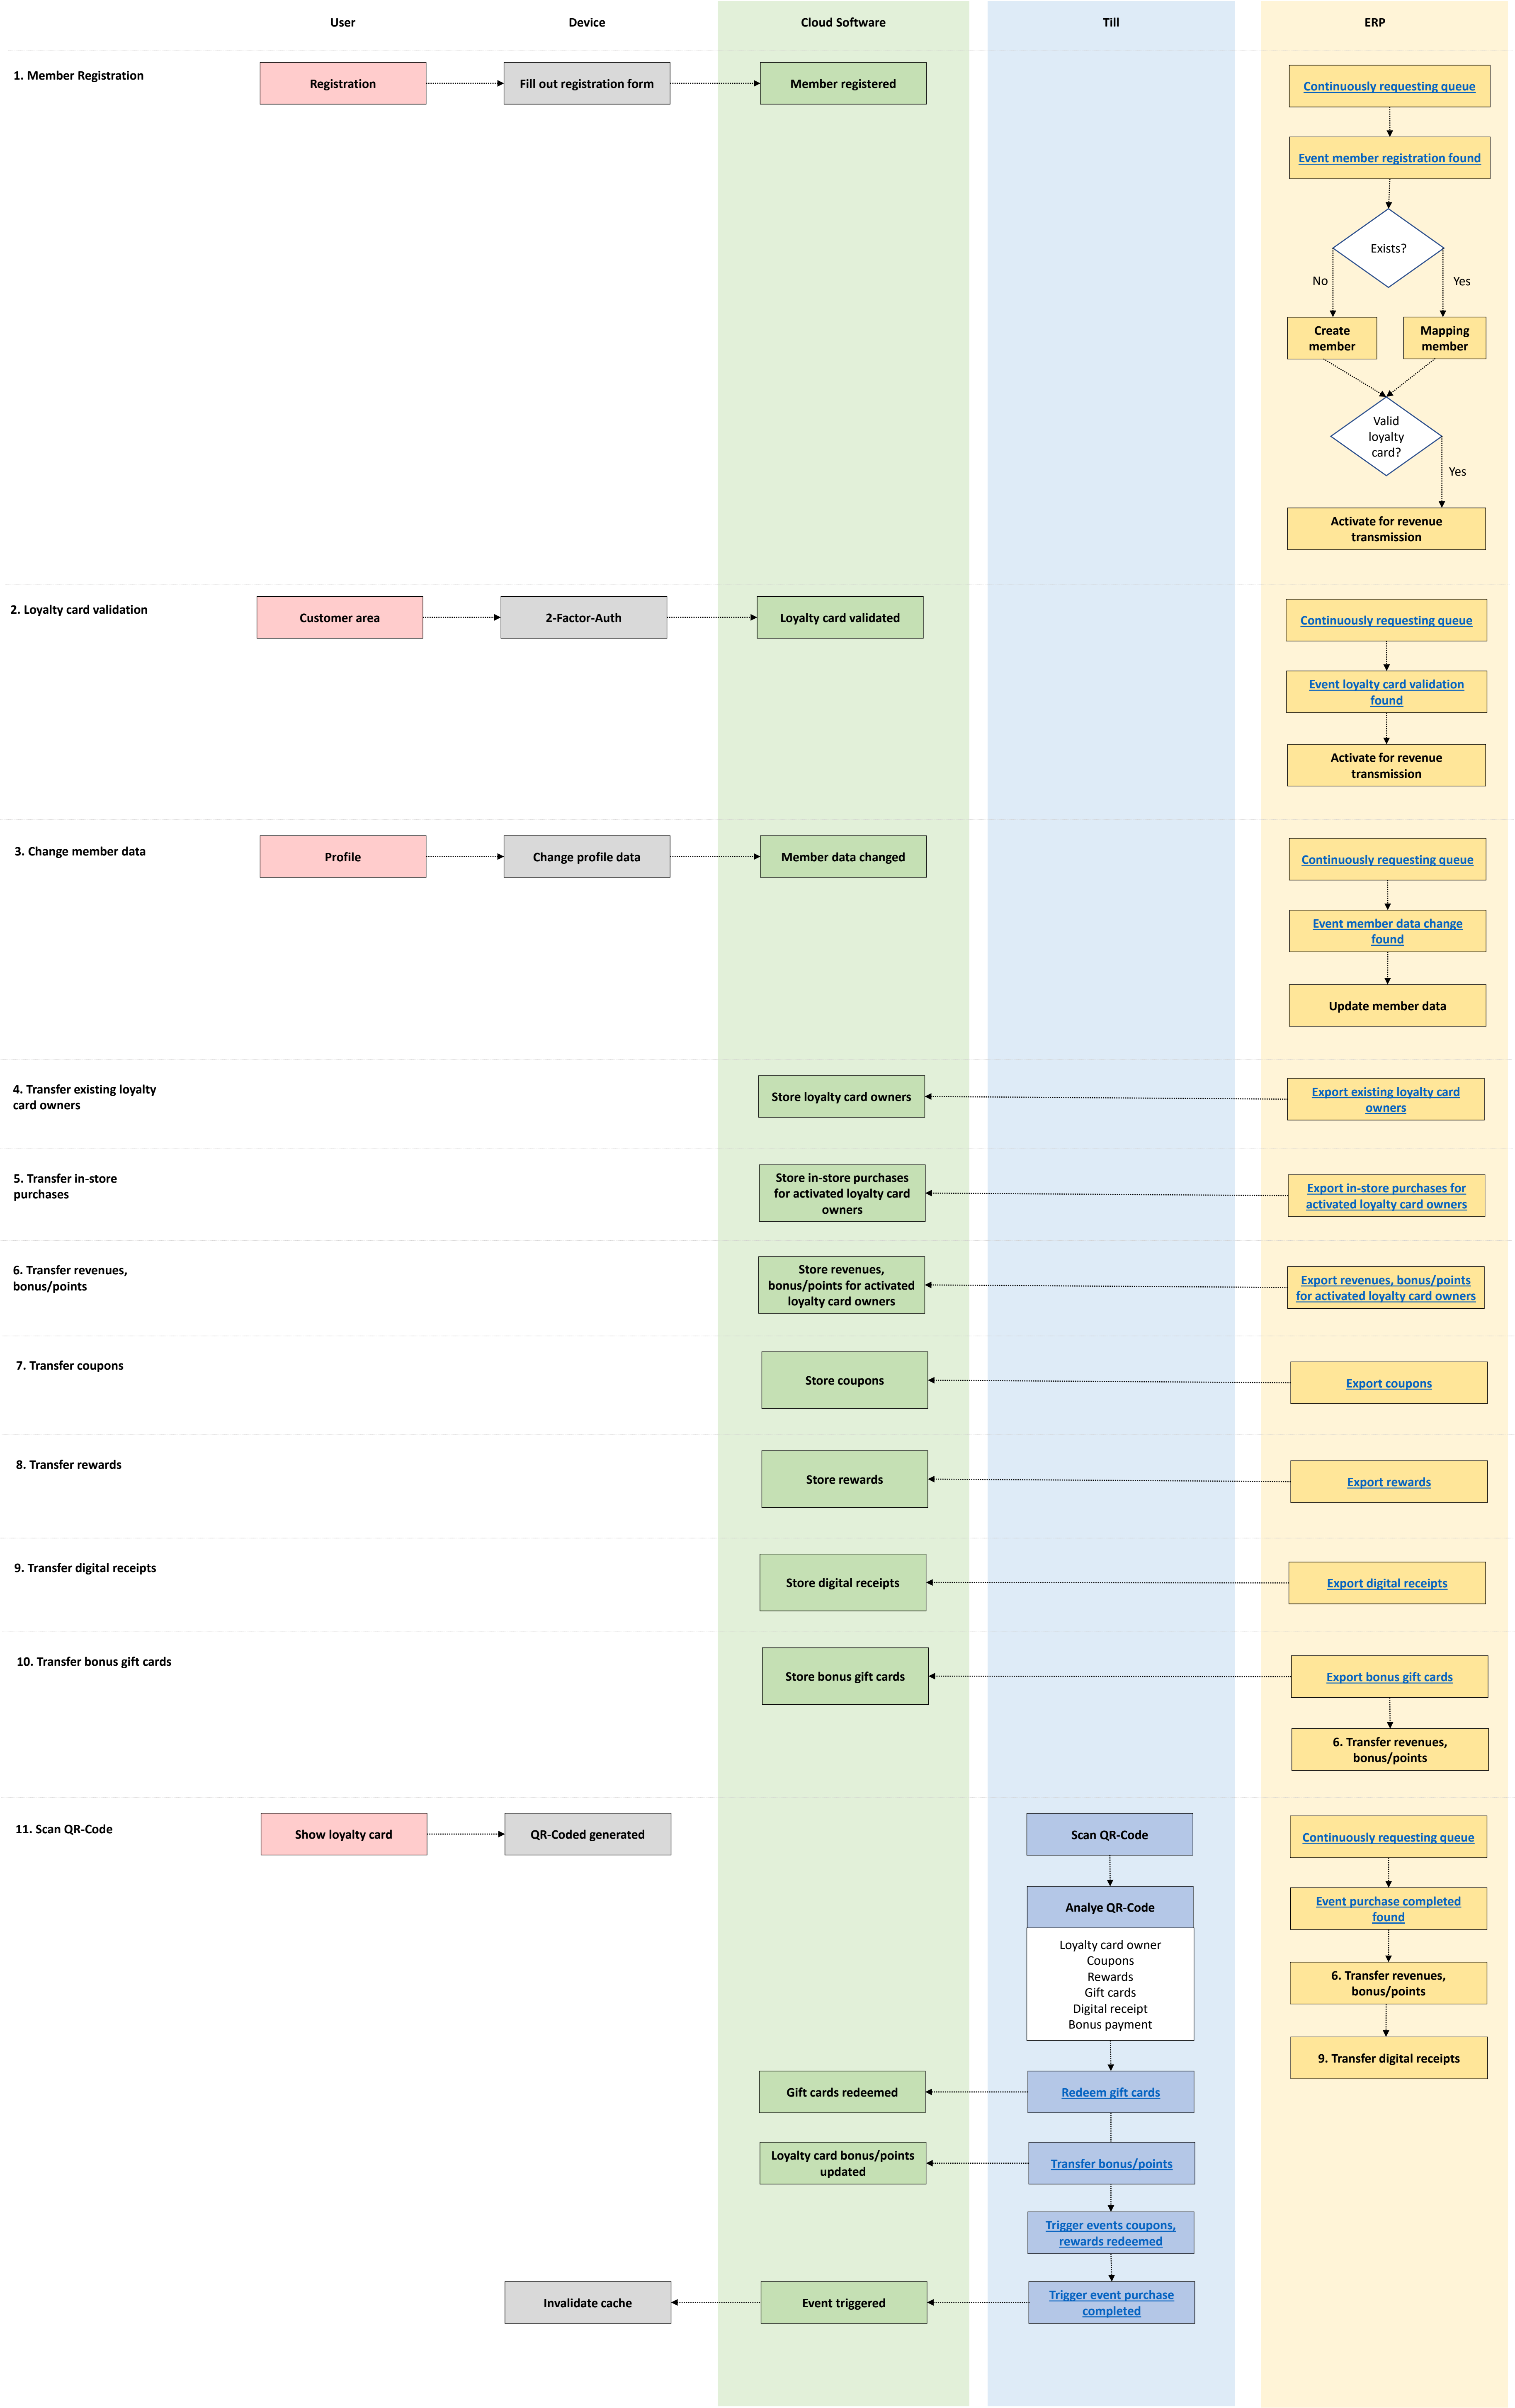 User
Device
Cloud Software
Till
ERP
1. Member Registration
Registration
Fill out registration form
Member registered
Continuously requesting queue
Event member registration found
Exists?
No
Yes
Create
member
Mapping
member
Valid
loyalty
card?
Yes
Activate for revenue
transmission
2. Loyalty card validation
Customer area
2-Factor-Auth
Loyalty card validated
Continuously requesting queue
Event loyalty card validation
found
Activate for revenue
transmission
3. Change member data
Profile
Change profile data
Member data changed
Continuously requesting queue
Event member data change
found
Update member data
4. Transfer existing loyalty
card owners
Store loyalty card owners
Export existing loyalty card
owners
5. Transfer in-store
purchases
Store in-store purchases
for activated loyalty card
owners
Export in-store purchases for
activated loyalty card owners
6. Transfer revenues,
bonus/points
Store revenues,
bonus/points for activated
loyalty card owners
Export revenues, bonus/points
for activated loyalty card owners
7. Transfer coupons
Store coupons
Export coupons
8. Transfer rewards
Store rewards
Export rewards
9. Transfer digital receipts
Store digital receipts
Export digital receipts
10. Transfer bonus gift cards
Store bonus gift cards
Export bonus gift cards
6. Transfer revenues,
bonus/points
11. Scan QR-Code
Show loyalty card
QR-Coded generated
Scan QR-Code
Continuously requesting queue
Analye QR-Code
Loyalty card owner
Coupons
Rewards
Gift cards
Digital receipt
Bonus payment
Event purchase completed
found
6. Transfer revenues,
bonus/points
9. Transfer digital receipts
Gift cards redeemed
Redeem gift cards
Loyalty card bonus/points
updated
Transfer bonus/points
Trigger events coupons,
rewards redeemed
Invalidate cache
Event triggered
Trigger event purchase
completed